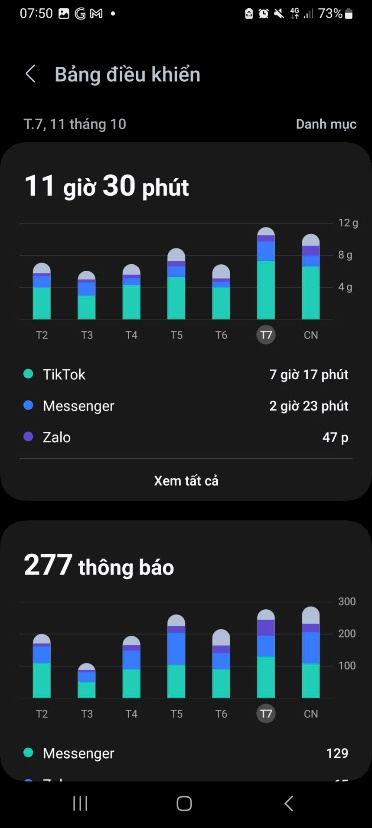 07:50 4G 73%
Bảng điều khiển
T.7, 11 tháng 10 Danh mục
11 giờ 30 phút
12 g
8 g
4 g
T2 T3 T4 T5 T6 T7 CN
TikTok 7 giờ 17 phút
Messenger 2 giờ 23 phút
Zalo 47 p
Xem tất cả
277 thông báo
300
200
100
T2 T3 T4 T5 T6 T7 CN
Messenger 129